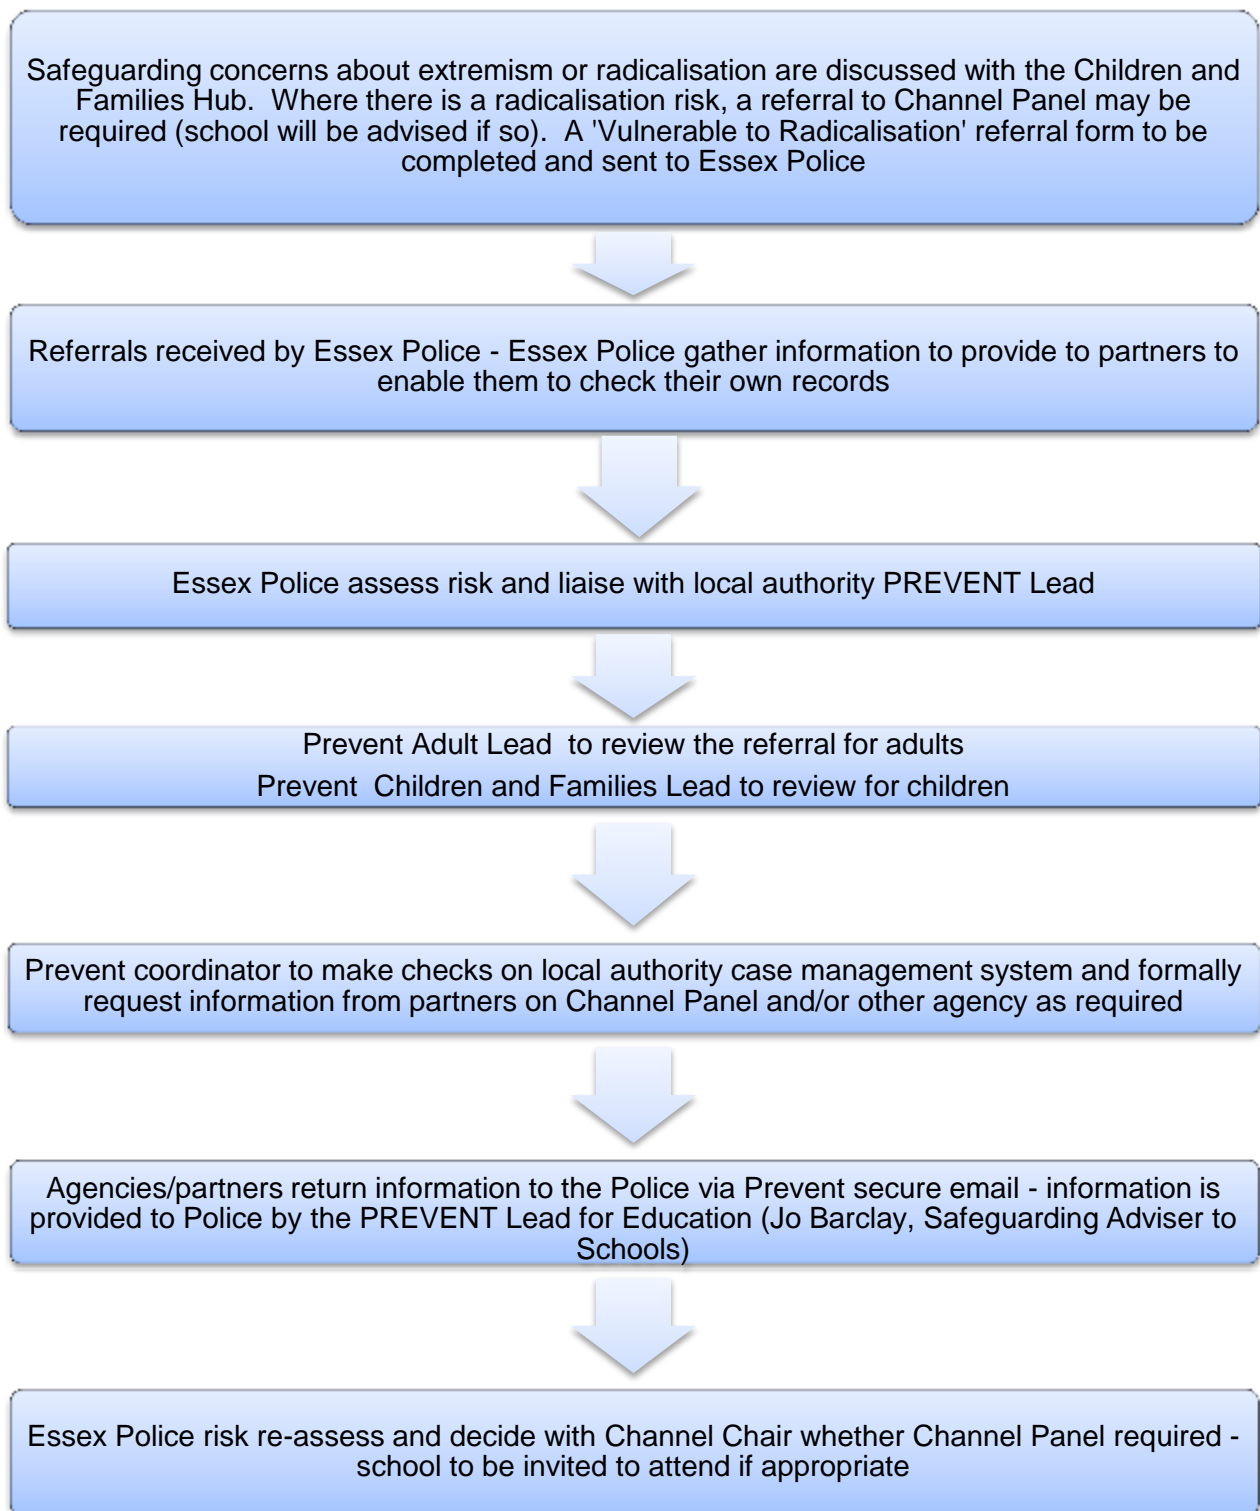 Safeguarding concerns about extremism or radicalisation are discussed with the Children and
Families Hub.  Where there is a radicalisation risk, a referral to Channel Panel may be
required (school will be advised if so).  A 'Vulnerable to Radicalisation' referral form to be
completed and sent to Essex Police
Referrals received by Essex Police - Essex Police gather information to provide to partners to
enable them to check their own records
Essex Police assess risk and liaise with local authority PREVENT Lead
Prevent Adult Lead  to review the referral for adults
Prevent  Children and Families Lead to review for children
Prevent coordinator to make checks on local authority case management system and formally
request information from partners on Channel Panel and/or other agency as required
Agencies/partners return information to the Police via Prevent secure email - information is
provided to Police by the PREVENT Lead for Education (Jo Barclay, Safeguarding Adviser to
Schools)
Essex Police risk re-assess and decide with Channel Chair whether Channel Panel required -
school to be invited to attend if appropriate